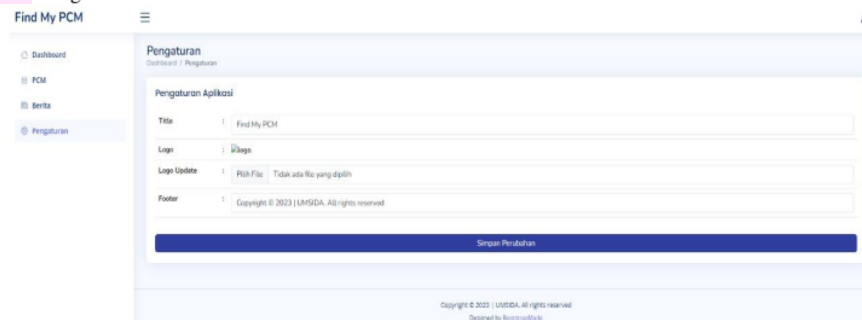 Find My PCM
Dashboard
PCM
Berita
Pengaturan
Pengaturan
Dashboard / Pengaturan
Pengaturan Aplikasi
Title : Find My PCM
Logo : logo
Logo Update : Pilih File Tidak ada file yang dipilih
Footer : Copyright © 2023 | UMSIDA. All rights reserved
Simpan Perubahan
Copyright © 2023 | UMSIDA. All rights reserved
Designed by BootstrapMade